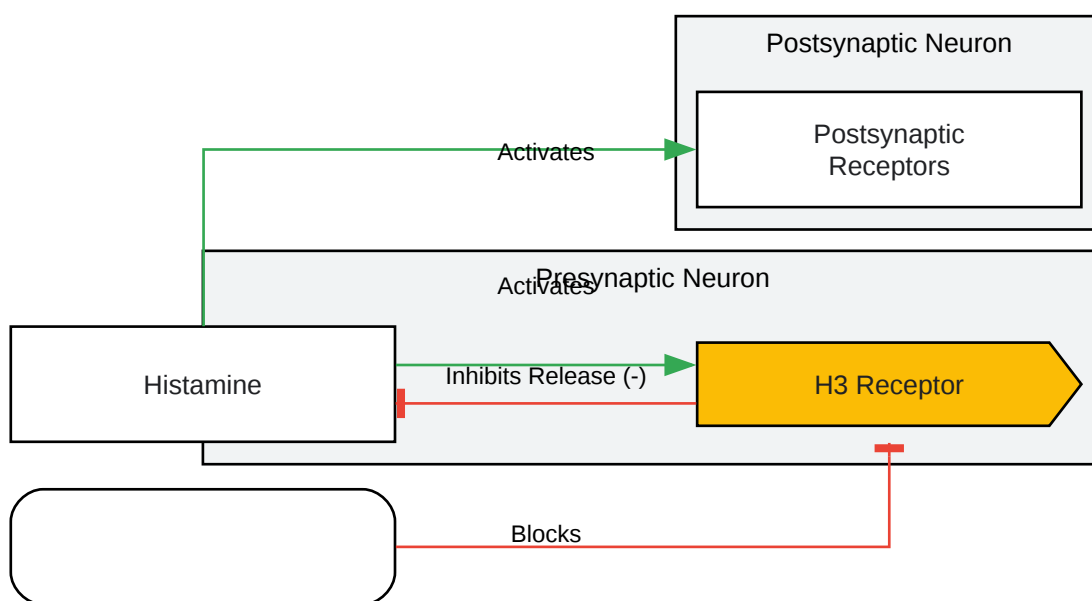 Postsynaptic Neuron
Postsynaptic
Receptors
Activates
Presynaptic Neuron
Activates
Histamine
Inhibits Release (-)
H3 Receptor
Blocks